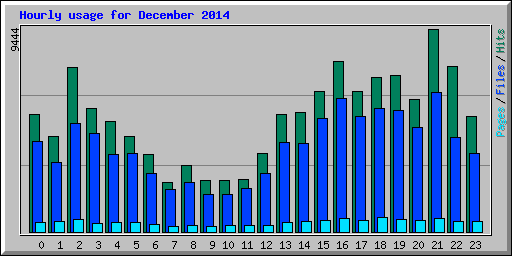 Hourly usage for December 2014
9444
Pages/Files/Hits
0 1 2 3 4 5 6 7 8 9 10 11 12 13 14 15 16 17 18 19 20 21 22 23